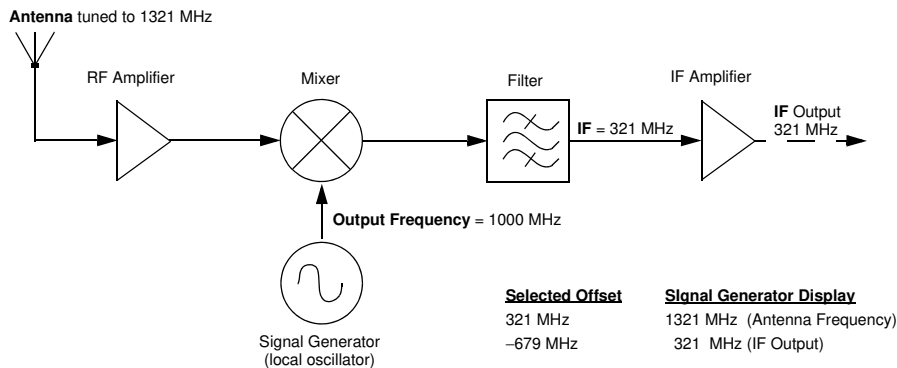 Antenna tuned to 1321 MHz
RF Amplifier
Mixer
Filter
IF Amplifier
IF = 321 MHz
IF Output
321 MHz
Output Frequency = 1000 MHz
Signal Generator
(local oscillator)
Selected Offset SIgnal Generator Display
321 MHz 1321 MHz (Antenna Frequency)
–679 MHz 321 MHz (IF Output)